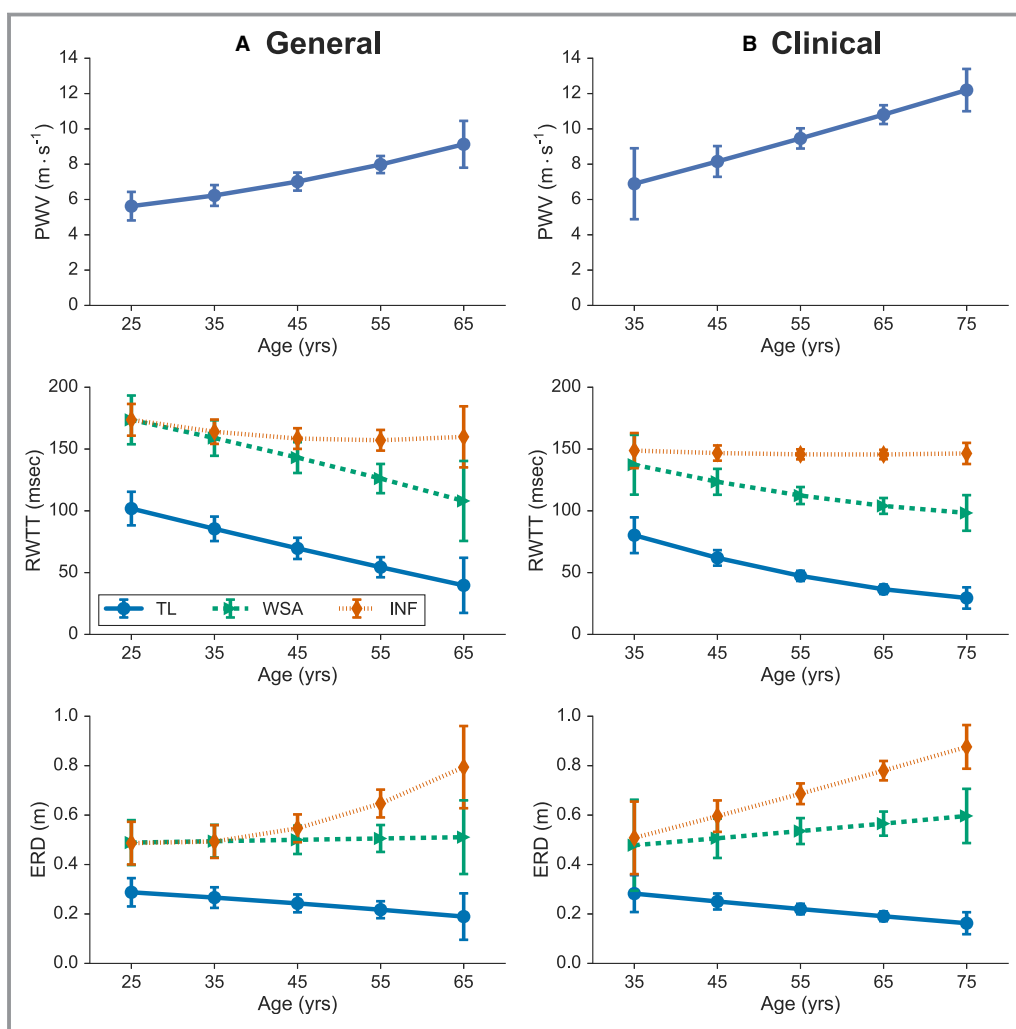 A General
14
12
10
8
6
4
2
0
PWV (m · s⁻¹)
25 35 45 55 65
Age (yrs)
B Clinical
14
12
10
8
6
4
2
0
PWV (m · s⁻¹)
35 45 55 65 75
Age (yrs)
200
150
100
50
0
RWTT (msec)
TL WSA INF
25 35 45 55 65
Age (yrs)
200
150
100
50
0
RWTT (msec)
35 45 55 65 75
Age (yrs)
1.0
0.8
0.6
0.4
0.2
0.0
ERD (m)
25 35 45 55 65
Age (yrs)
1.0
0.8
0.6
0.4
0.2
0.0
ERD (m)
35 45 55 65 75
Age (yrs)